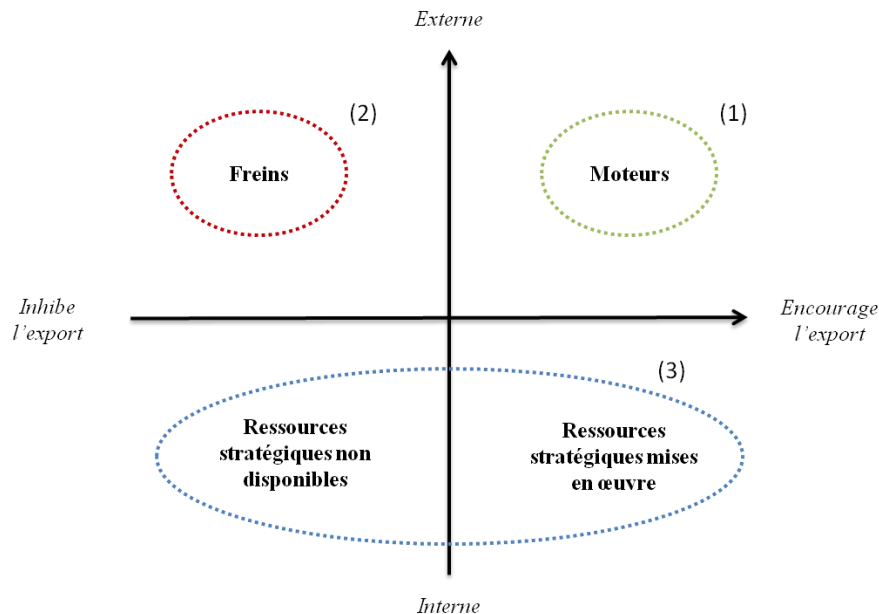 Externe
(2)
(1)
Freins
Moteurs
Inhibe
l'export
Encourage
l'export
(3)
Ressources
stratégiques non
disponibles
Ressources
stratégiques mises
en œuvre
Interne